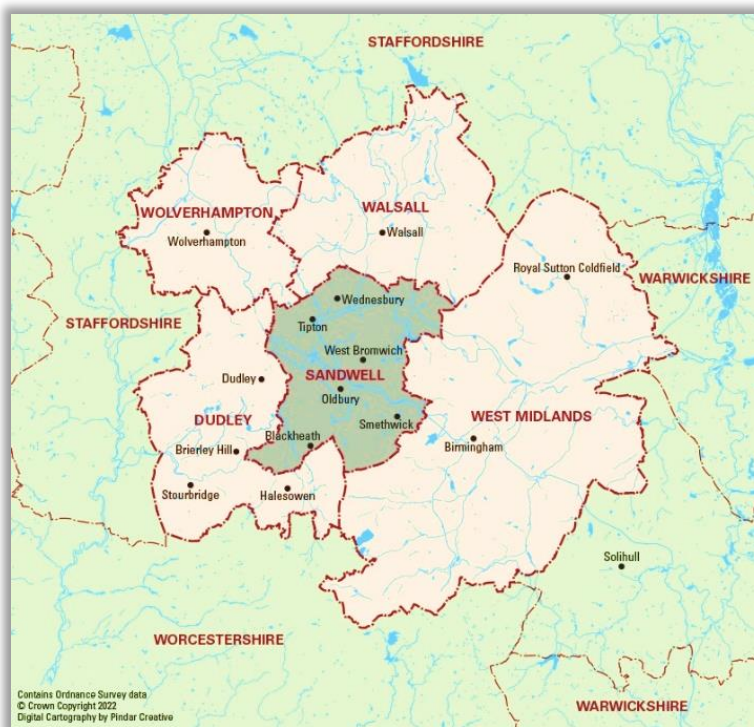 STAFFORDSHIRE
WOLVERHAMPTON
Wolverhampton
WALSALL
Walsall
Royal Sutton Coldfield
WARWICKSHIRE
Wednesbury
STAFFORDSHIRE
Tipton
West Bromwich
SANDWELL
Dudley
Oldbury
DUDLEY
Smethwick
WEST MIDLANDS
Blackheath
Birmingham
Brierley Hill
Stourbridge
Halesowen
Solihull
WORCESTERSHIRE
Contains Ordnance Survey data
© Crown Copyright 2022
Digital Cartography by Pindar Creative
WARWICKSHIRE